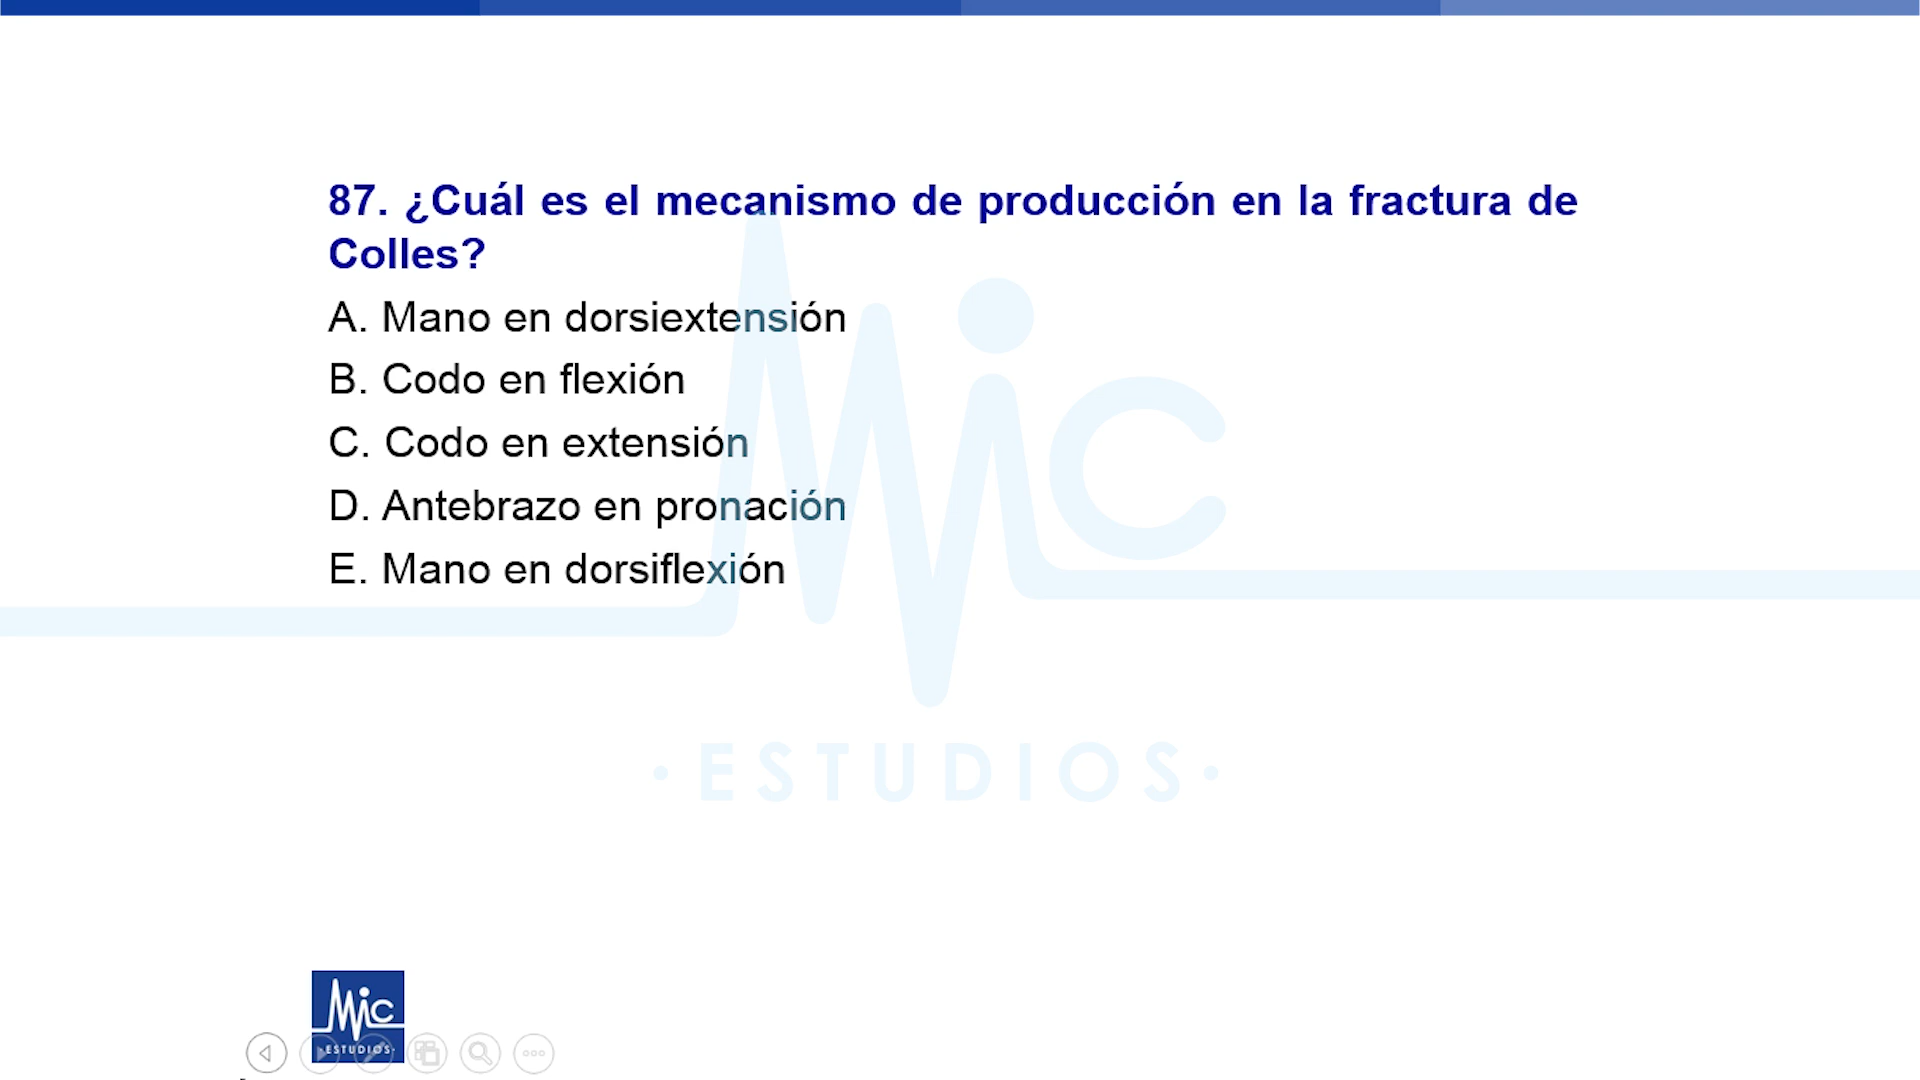 87. ¿Cuál es el mecanismo de producción en la fractura de
Colles?
A. Mano en dorsiextensión
B. Codo en flexión
C. Codo en extensión
D. Antebrazo en pronación
E. Mano en dorsiflexión
Mic
·ESTUDIOS·
Mic
·ESTUDIOS·